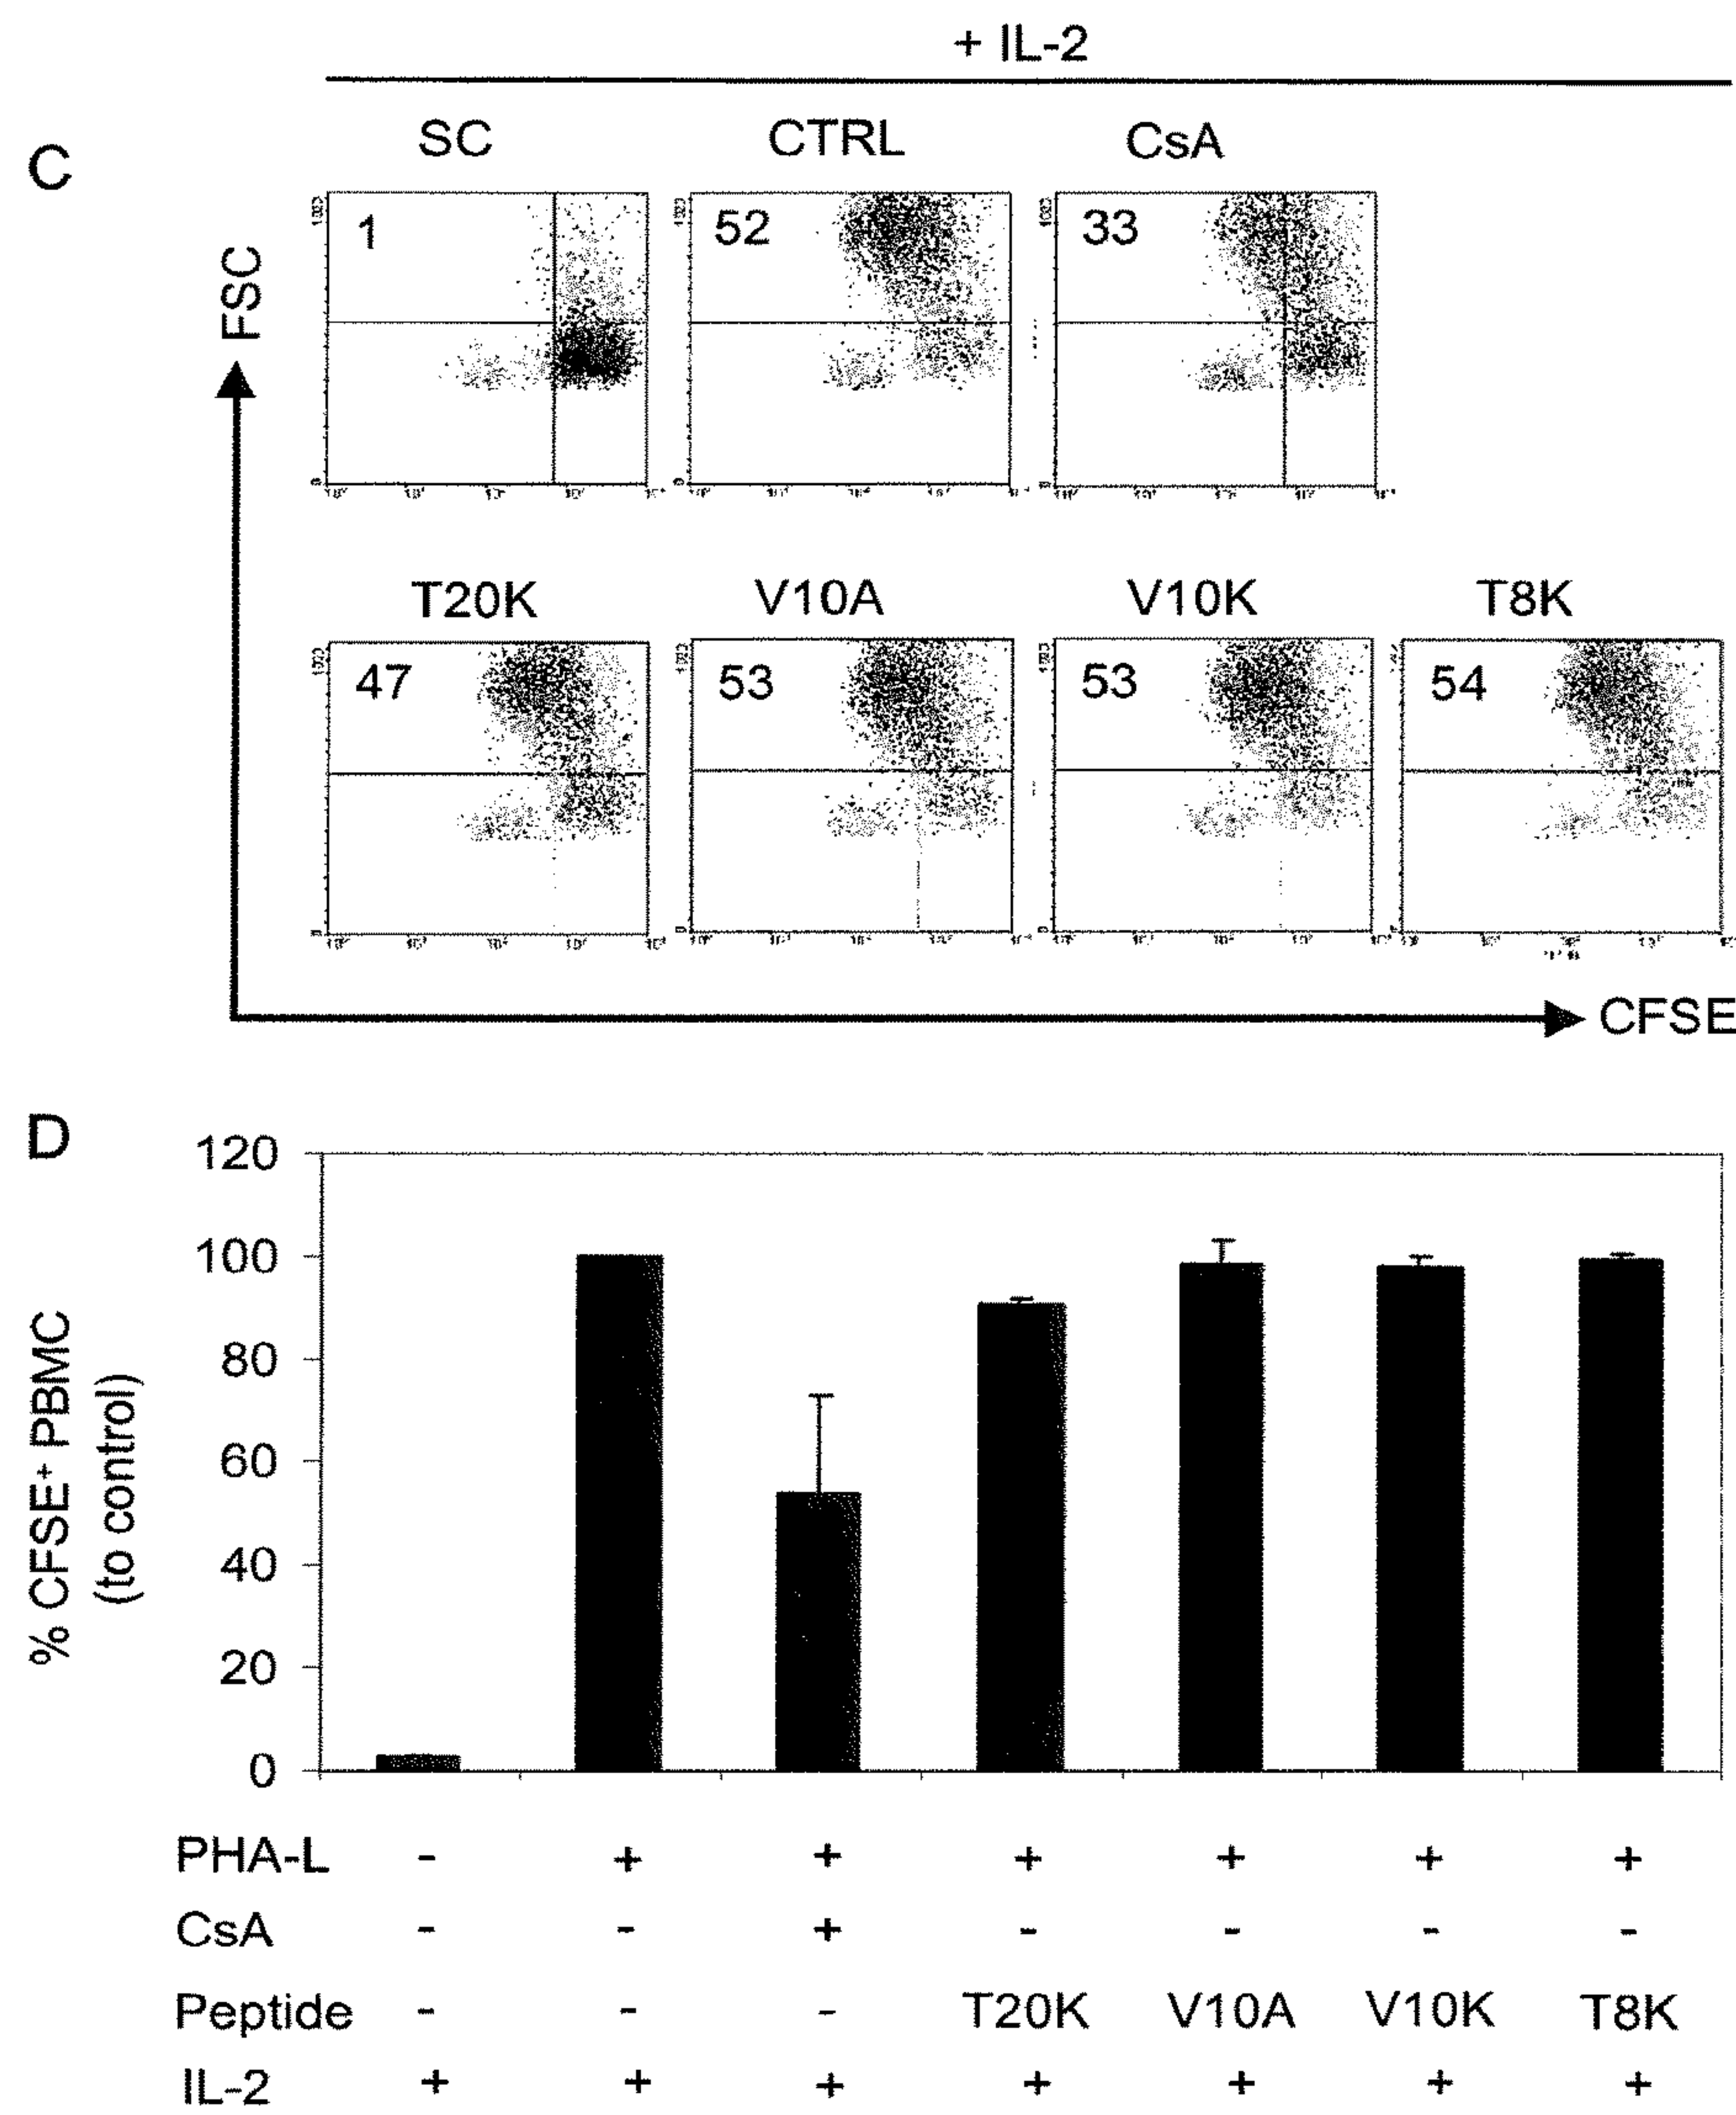 + IL-2
C
SC CTRL CsA
FSC
1 52 33
T20K V10A V10K T8K
47 53 53 54
CFSE
D
% CFSE⁺ PBMC
(to control)
120
100
80
60
40
20
0
PHA-L - + + + + + +
CsA - - + - - - -
Peptide - - - T20K V10A V10K T8K
IL-2 + + + + + + +